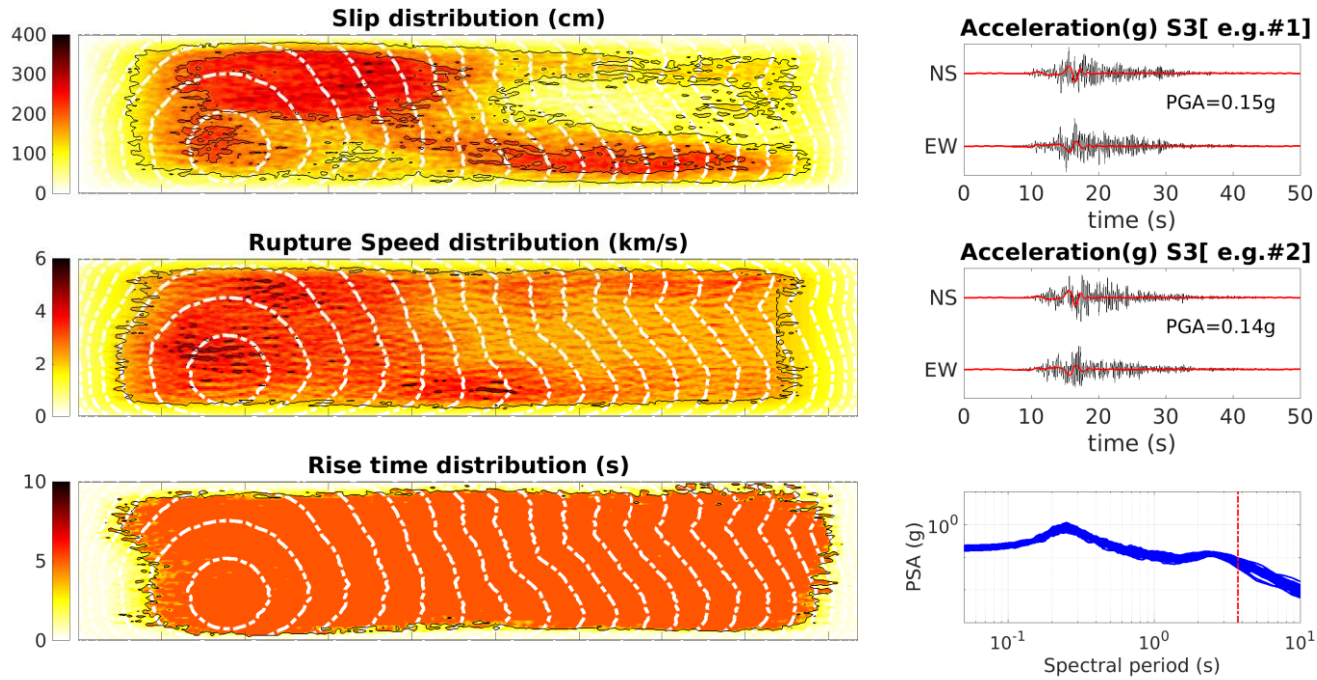 Slip distribution (cm)
400
300
200
100
0
Rupture Speed distribution (km/s)
6
4
2
0
Rise time distribution (s)
10
5
0
Acceleration(g) S3[ e.g.#1]
NS
PGA=0.15g
EW
0 10 20 30 40 50
time (s)
Acceleration(g) S3[ e.g.#2]
NS
PGA=0.14g
EW
0 10 20 30 40 50
time (s)
PSA (g)
10⁰
10⁻¹ 10⁰ 10¹
Spectral period (s)